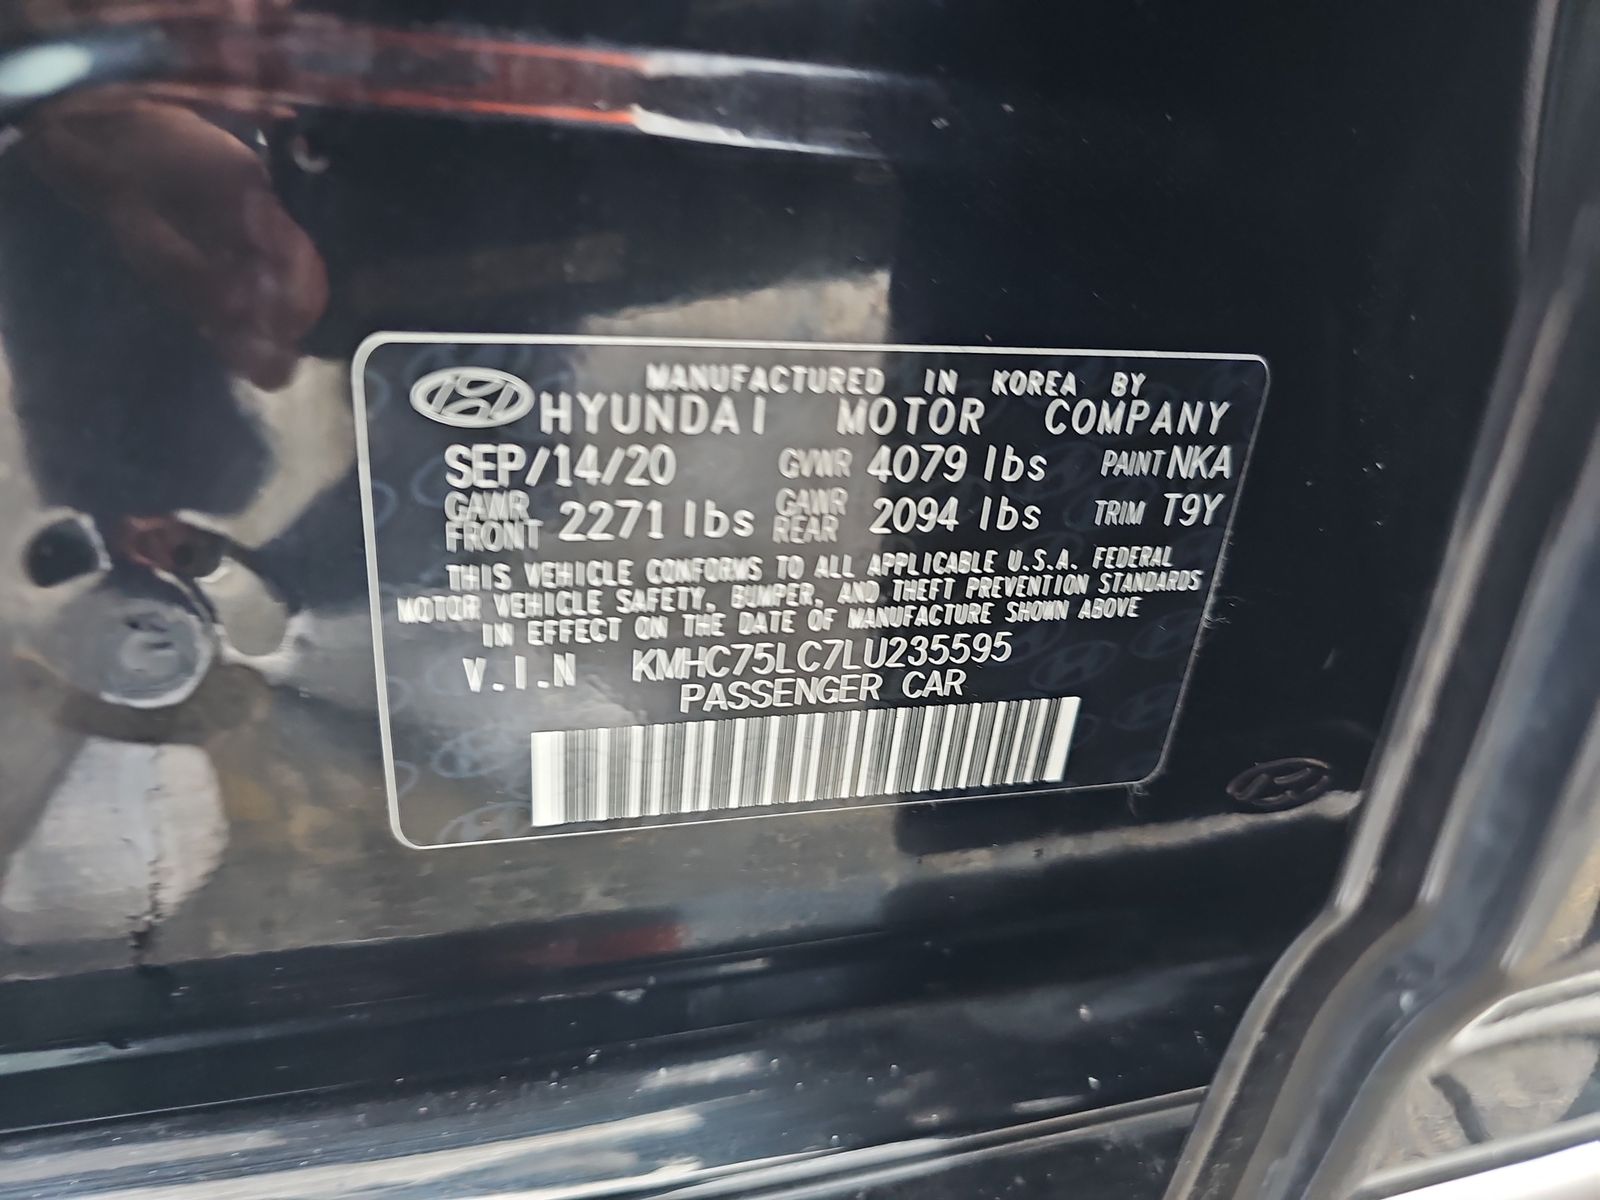 MANUFACTURED IN KOREA BY
HYUNDAI MOTOR COMPANY
SEP/14/20 GVWR 4079 lbs PAINT NKA
GAWR FRONT 2271 lbs GAWR REAR 2094 lbs TRIM T9Y
THIS VEHICLE CONFORMS TO ALL APPLICABLE U.S.A. FEDERAL
MOTOR VEHICLE SAFETY, BUMPER, AND THEFT PREVENTION STANDARDS
IN EFFECT ON THE DATE OF MANUFACTURE SHOWN ABOVE
V.I.N KMHC75LC7LU235595
PASSENGER CAR